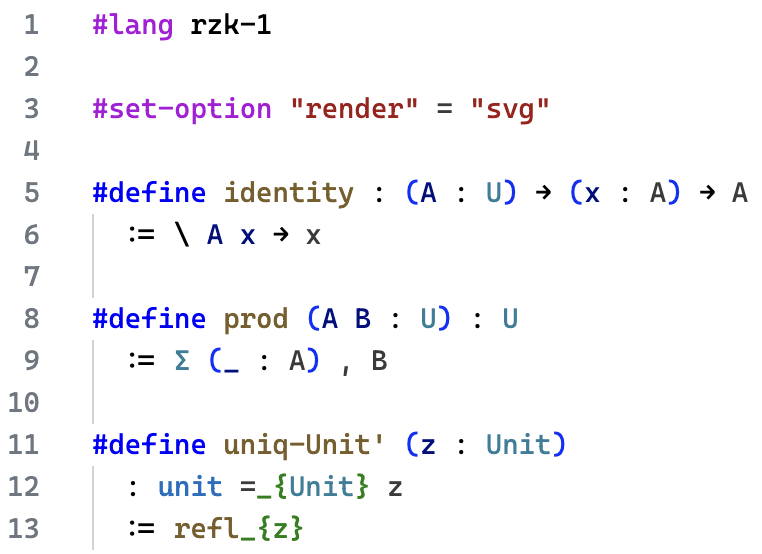 1 #lang rzk-1
2
3 #set-option "render" = "svg"
4
5 #define identity : (A : U) → (x : A) → A
6   := \ A x → x
7
8 #define prod (A B : U) : U
9   := Σ (_ : A) , B
10
11 #define uniq-Unit' (z : Unit)
12   : unit =_{Unit} z
13   := refl_{z}